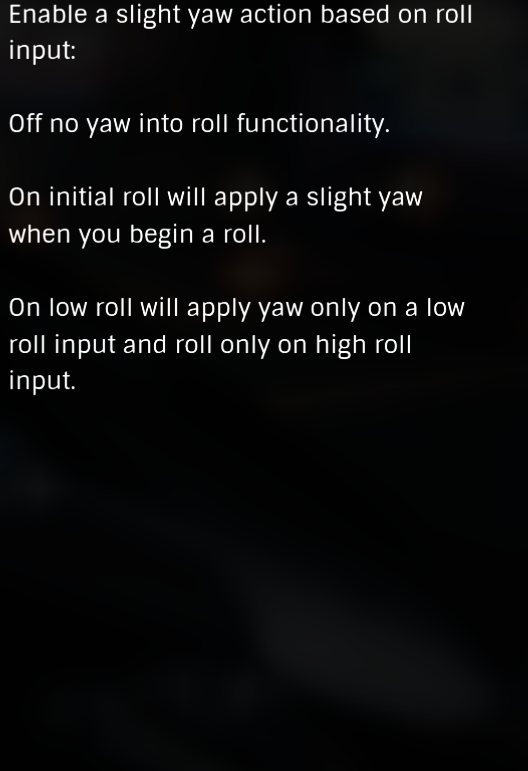 Enable a slight yaw action based on roll
input:
Off no yaw into roll functionality.
On initial roll will apply a slight yaw
when you begin a roll.
On low roll will apply yaw only on a low
roll input and roll only on high roll
input.